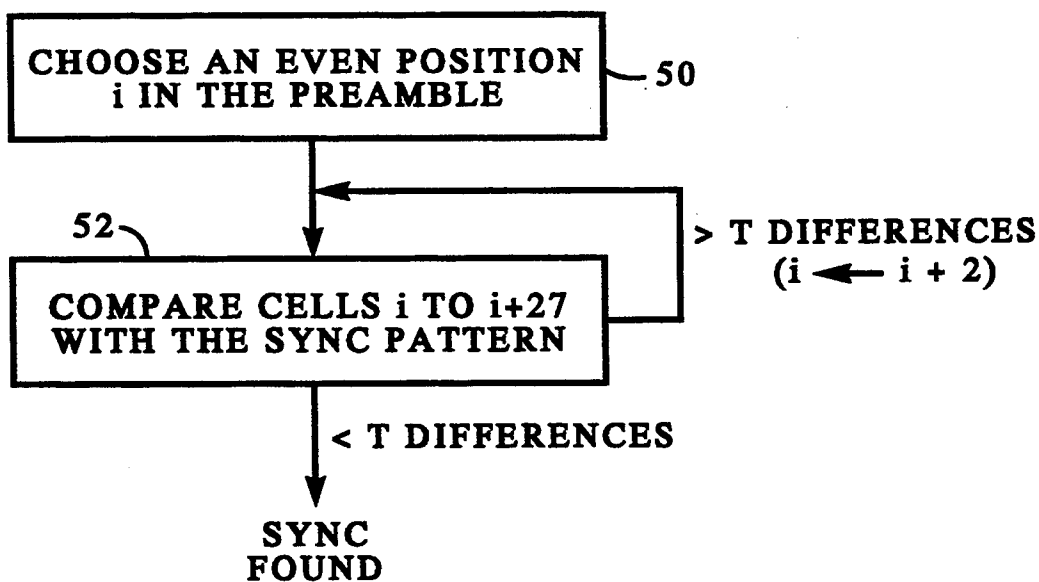 CHOOSE AN EVEN POSITION
i IN THE PREAMBLE
50
52
> T DIFFERENCES
(i ← i + 2)
COMPARE CELLS i TO i+27
WITH THE SYNC PATTERN
< T DIFFERENCES
SYNC
FOUND